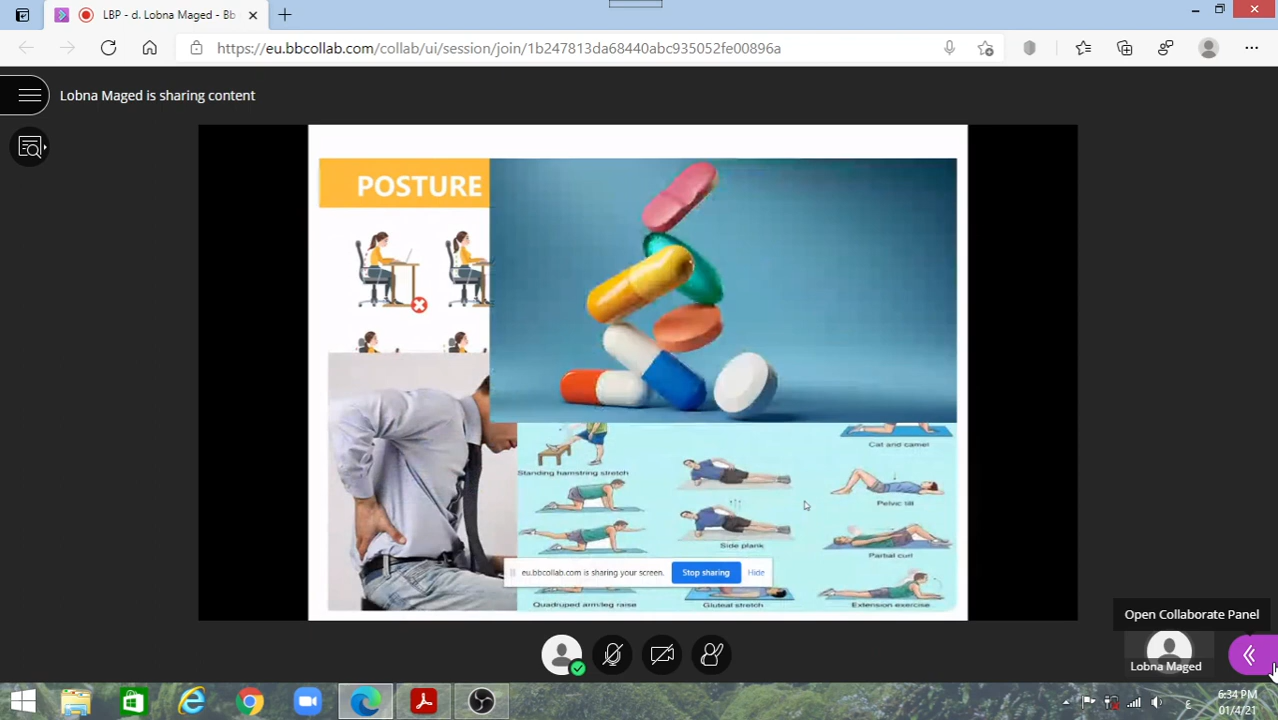 LBP - d. Lobna Maged - Bb
https://eu.bbcollab.com/collab/ui/session/join/1b247813da68440abc935052fe00896a
Lobna Maged is sharing content
POSTURE
Standing hamstring stretch
Cat and camel
Pelvic tilt
Side plank
Partial curl
eu.bbcollab.com is sharing your screen.
Stop sharing
Hide
Quadruped arm/leg raise
Gluteal stretch
Extension exercise
Open Collaborate Panel
Lobna Maged
6:34 PM
01/4/21
ع